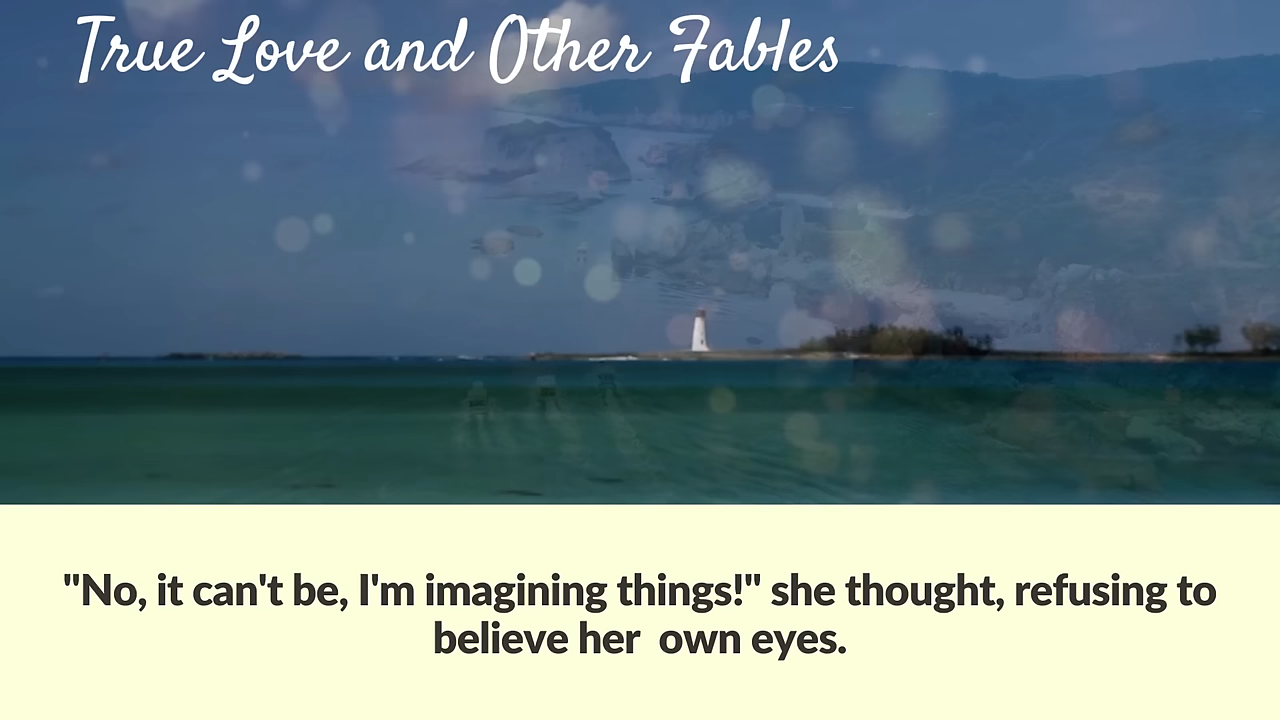 True Love and Other Fables
"No, it can't be, I'm imagining things!" she thought, refusing to
believe her  own eyes.